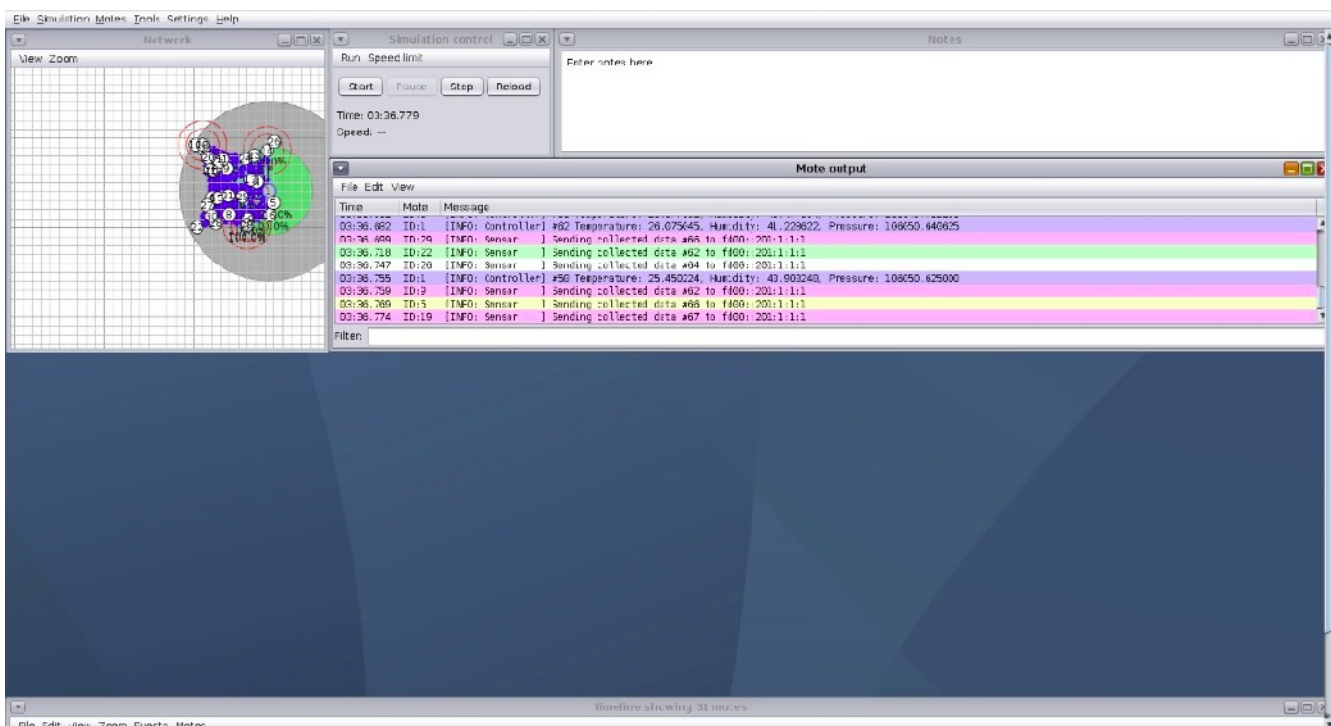 File Simulation Motes Tools Settings Help
Network
View Zoom
Simulation control
Run Speed limit
Start Pause Step Reload
Time: 03:36.779
Speed: ---
Notes
Enter notes here
Mote output
File Edit View
Time Mote Message
03:36.682 ID:1 [INFO: Controller] #62 Temperature: 26.075645, Humidity: 41.229622, Pressure: 106050.640625
03:36.699 ID:29 [INFO: Sensor ] Sending collected data #66 to fd00::201:1:1:1
03:36.718 ID:22 [INFO: Sensor ] Sending collected data #62 to fd00::201:1:1:1
03:36.747 ID:20 [INFO: Sensor ] Sending collected data #64 to fd00::201:1:1:1
03:36.755 ID:1 [INFO: Controller] #58 Temperature: 25.450224, Humidity: 43.903248, Pressure: 106050.625000
03:36.759 ID:9 [INFO: Sensor ] Sending collected data #62 to fd00::201:1:1:1
03:36.769 ID:5 [INFO: Sensor ] Sending collected data #66 to fd00::201:1:1:1
03:36.774 ID:19 [INFO: Sensor ] Sending collected data #67 to fd00::201:1:1:1
Filter:
Timeline showing 31 motes
File Edit View Zoom Events Motes